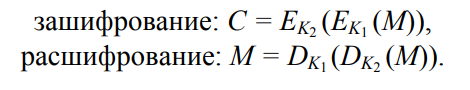 зашифрование: C = E_{K_2}(E_{K_1}(M)),
расшифрование: M = D_{K_1}(D_{K_2}(M)).